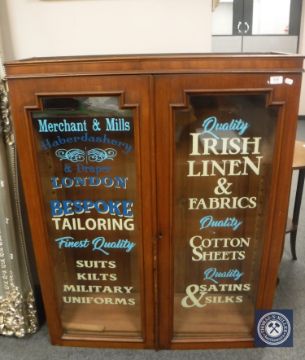 Merchant & Mills
Haberdashery
& Draper
LONDON
BESPOKE
TAILORING
Finest Quality
SUITS
KILTS
MILITARY
UNIFORMS
Quality
IRISH
LINEN
&
FABRICS
Quality
COTTON
SHEETS
Quality
& SATINS
SILKS